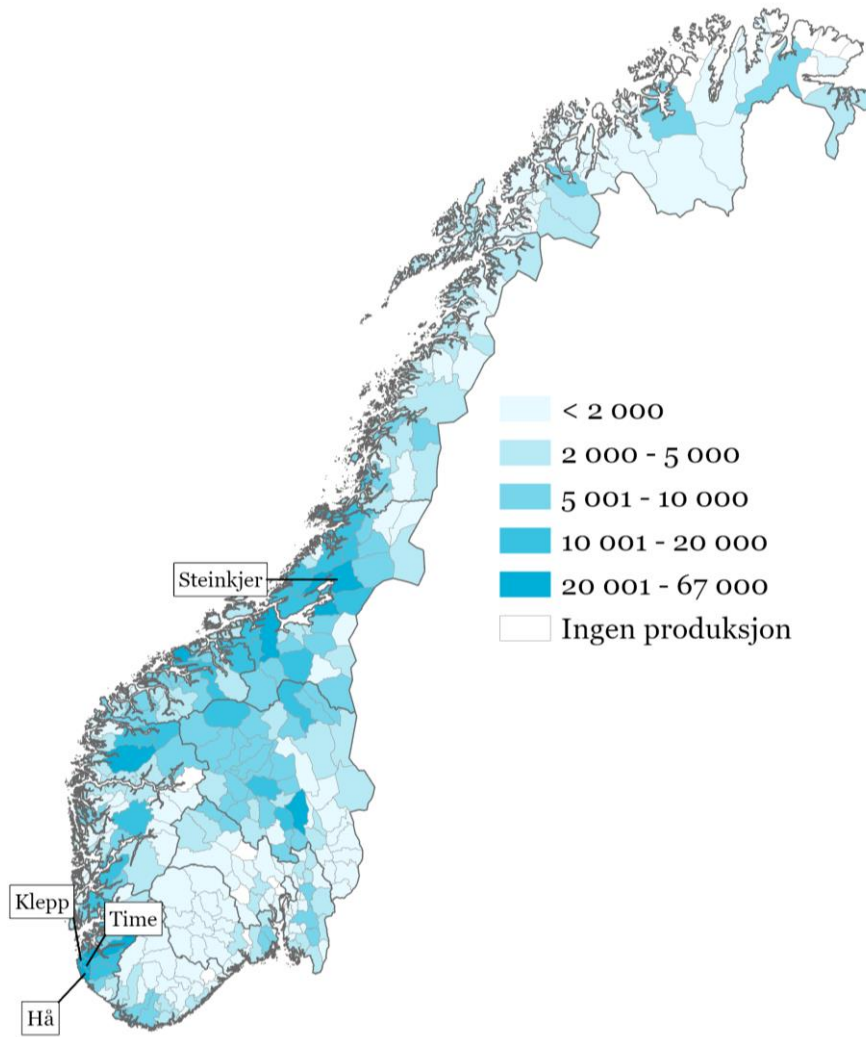 < 2 000
2 000 - 5 000
5 001 - 10 000
10 001 - 20 000
20 001 - 67 000
Ingen produksjon
Steinkjer
Klepp
Time
Hå